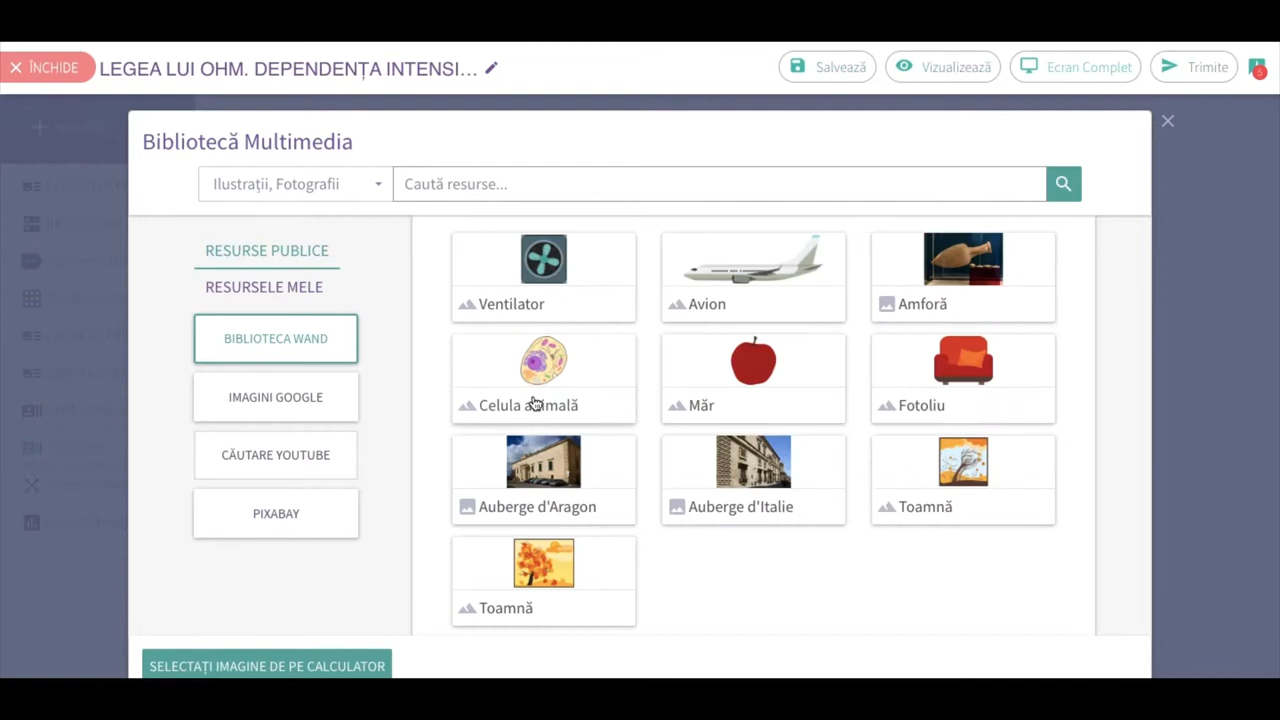 ÎNCHIDE
LEGEA LUI OHM. DEPENDENȚA INTENSI...
Salvează
Vizualizează
Ecran Complet
Trimite
Bibliotecă Multimedia
Ilustrații, Fotografii
Caută resurse...
RESURSE PUBLICE
RESURSELE MELE
BIBLIOTECA WAND
IMAGINI GOOGLE
CĂUTARE YOUTUBE
PIXABAY
Ventilator
Avion
Amforă
Celula animală
Măr
Fotoliu
Auberge d'Aragon
Auberge d'Italie
Toamnă
Toamnă
SELECTAȚI IMAGINE DE PE CALCULATOR